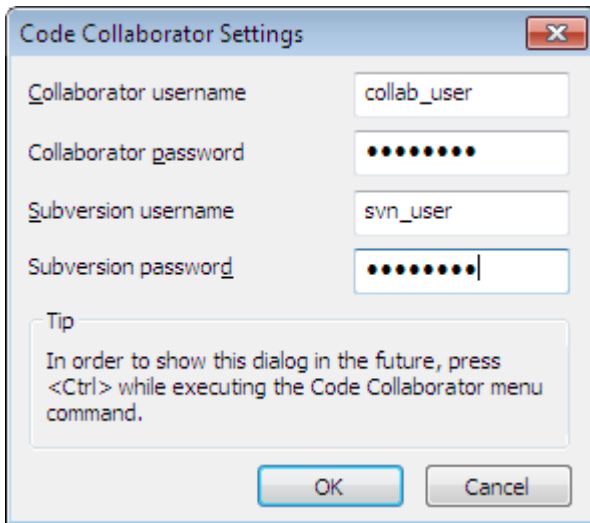 Code Collaborator Settings
Collaborator username collab_user
Collaborator password ●●●●●●●●
Subversion username svn_user
Subversion password ●●●●●●●●
Tip
In order to show this dialog in the future, press
<Ctrl> while executing the Code Collaborator menu
command.
OK Cancel